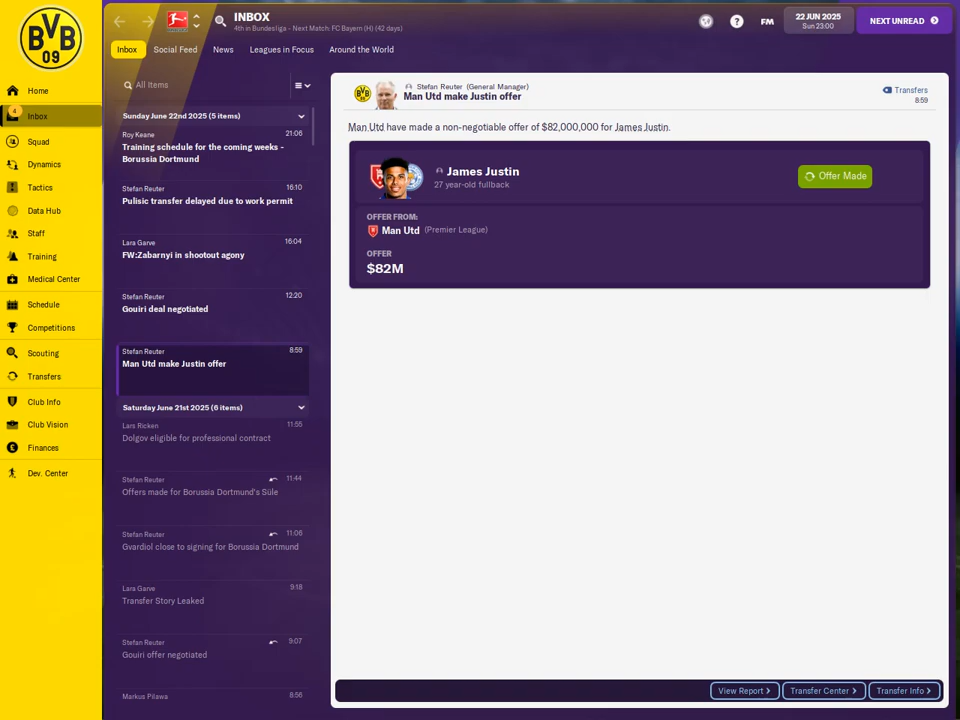 BVB
09
Home
4
Inbox
Squad
Dynamics
Tactics
Data Hub
Staff
Training
Medical Center
Schedule
Competitions
Scouting
Transfers
Club Info
Club Vision
Finances
Dev. Center
INBOX
4th in Bundesliga - Next Match: FC Bayern (H) (42 days)
?
FM
22 JUN 2025
Sun 23:00
NEXT UNREAD
Inbox
Social Feed
News
Leagues in Focus
Around the World
All Items
Sunday June 22nd 2025 (5 items)
Roy Keane
21:06
Training schedule for the coming weeks -
Borussia Dortmund
Stefan Reuter
16:10
Pulisic transfer delayed due to work permit
Lara Garve
16:04
FW:Zabarnyi in shootout agony
Stefan Reuter
12:20
Gouiri deal negotiated
Stefan Reuter
8:59
Man Utd make Justin offer
Saturday June 21st 2025 (6 items)
Lars Ricken
11:55
Dolgov eligible for professional contract
Stefan Reuter
11:44
Offers made for Borussia Dortmund's Süle
Stefan Reuter
11:06
Gvardiol close to signing for Borussia Dortmund
Lara Garve
9:18
Transfer Story Leaked
Stefan Reuter
9:07
Gouiri offer negotiated
Markus Pilawa
8:56
Stefan Reuter (General Manager)
Man Utd make Justin offer
Transfers
8:59
Man Utd have made a non-negotiable offer of $82,000,000 for James Justin.
James Justin
27 year-old fullback
Offer Made
OFFER FROM:
Man Utd (Premier League)
OFFER
$82M
View Report
Transfer Center
Transfer Info